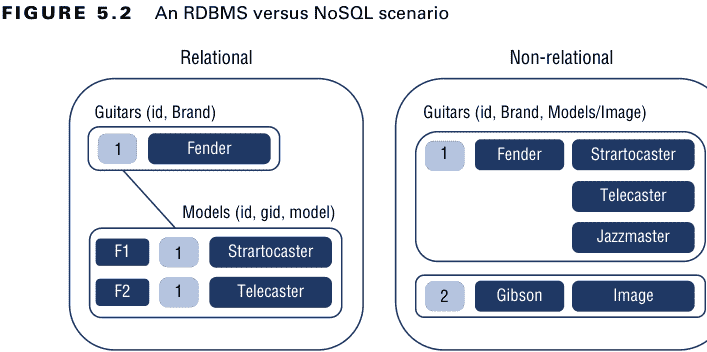 FIGURE 5.2 An RDBMS versus NoSQL scenario
Relational
Guitars (id, Brand)
1 Fender
Models (id, gid, model)
F1 1 Strartocaster
F2 1 Telecaster
Non-relational
Guitars (id, Brand, Models/Image)
1 Fender Strartocaster
Telecaster
Jazzmaster
2 Gibson Image